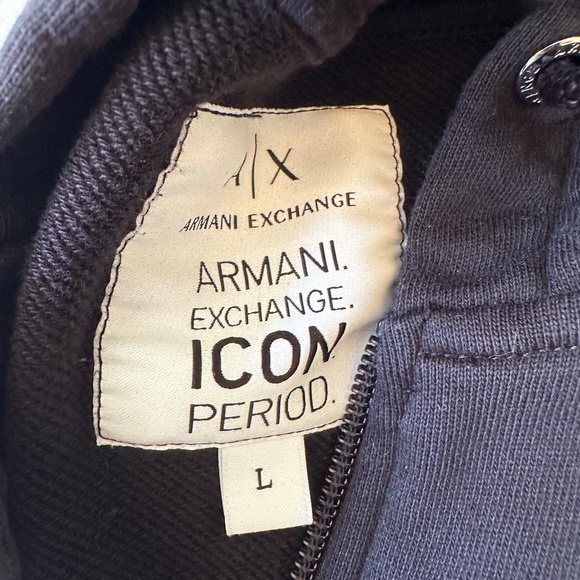 A|X
ARMANI EXCHANGE
ARMANI.
EXCHANGE.
ICON.
PERIOD.
L